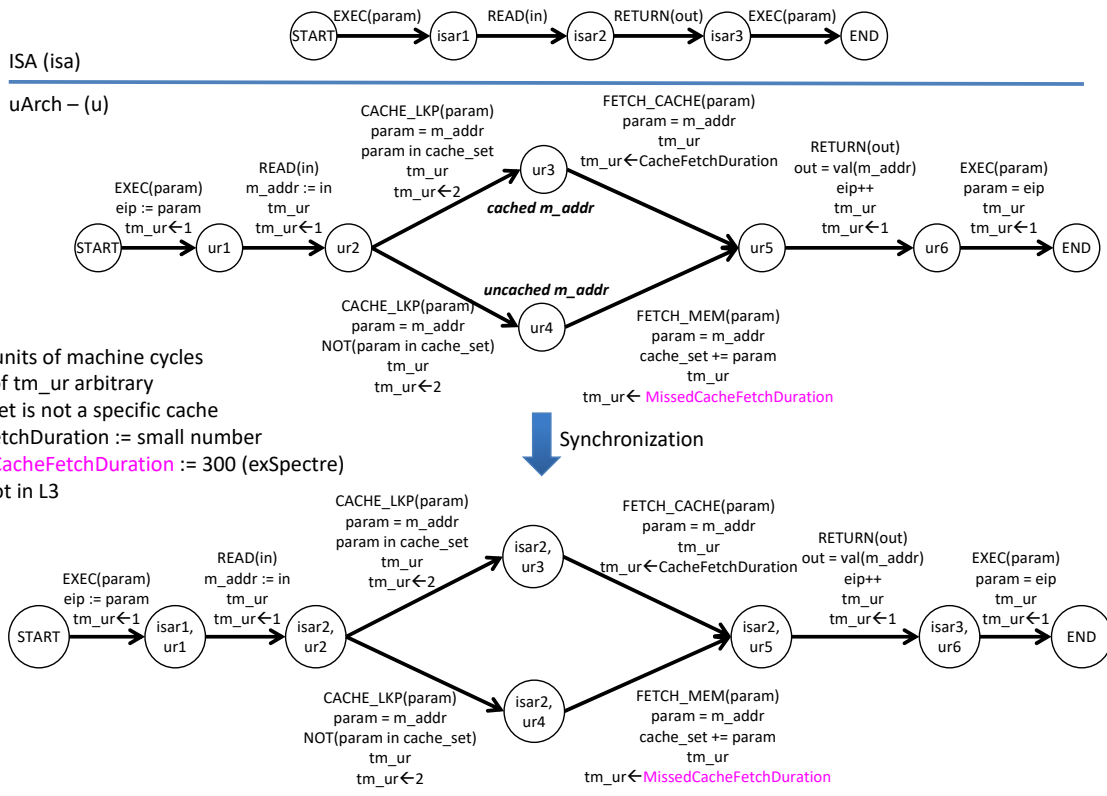 START
EXEC(param)
isar1
READ(in)
isar2
RETURN(out)
isar3
EXEC(param)
END
ISA (isa)
uArch – (u)
START
EXEC(param)
eip := param
tm_ur←1
ur1
READ(in)
m_addr := in
tm_ur
tm_ur←1
ur2
CACHE_LKP(param)
param = m_addr
param in cache_set
tm_ur
tm_ur←2
ur3
cached m_addr
FETCH_CACHE(param)
param = m_addr
tm_ur
tm_ur←CacheFetchDuration
uncached m_addr
CACHE_LKP(param)
param = m_addr
NOT(param in cache_set)
tm_ur
tm_ur←2
ur4
FETCH_MEM(param)
param = m_addr
cache_set += param
tm_ur
tm_ur← MissedCacheFetchDuration
ur5
RETURN(out)
out = val(m_addr)
eip++
tm_ur
tm_ur←1
ur6
EXEC(param)
param = eip
tm_ur
tm_ur←1
END
units of machine cycles
of tm_ur arbitrary
et is not a specific cache
etchDuration := small number
CacheFetchDuration := 300 (exSpectre)
ot in L3
Synchronization
START
EXEC(param)
eip := param
tm_ur←1
isar1,
ur1
READ(in)
m_addr := in
tm_ur
tm_ur←1
isar2,
ur2
CACHE_LKP(param)
param = m_addr
param in cache_set
tm_ur
tm_ur←2
isar2,
ur3
FETCH_CACHE(param)
param = m_addr
tm_ur
tm_ur←CacheFetchDuration
CACHE_LKP(param)
param = m_addr
NOT(param in cache_set)
tm_ur
tm_ur←2
isar2,
ur4
FETCH_MEM(param)
param = m_addr
cache_set += param
tm_ur
tm_ur←MissedCacheFetchDuration
isar2,
ur5
RETURN(out)
out = val(m_addr)
eip++
tm_ur
tm_ur←1
isar3,
ur6
EXEC(param)
param = eip
tm_ur
tm_ur←1
END